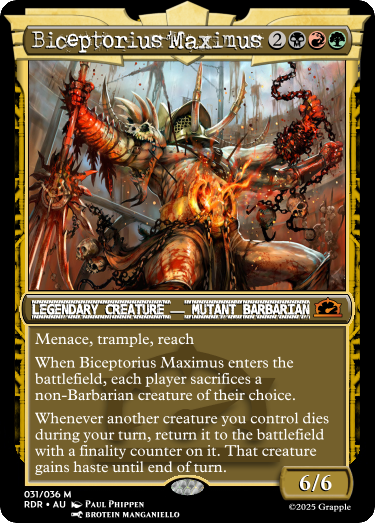 Biceptorius Maximus 2
Legendary Creature — Mutant Barbarian
Menace, trample, reach
When Biceptorius Maximus enters the
battlefield, each player sacrifices a
non-Barbarian creature of their choice.
Whenever another creature you control dies
during your turn, return it to the battlefield
with a finality counter on it. That creature
gains haste until end of turn.
6/6
031/036 M
RDR • AU Paul Phippen
Brotein Manganiello
©2025 Grapple